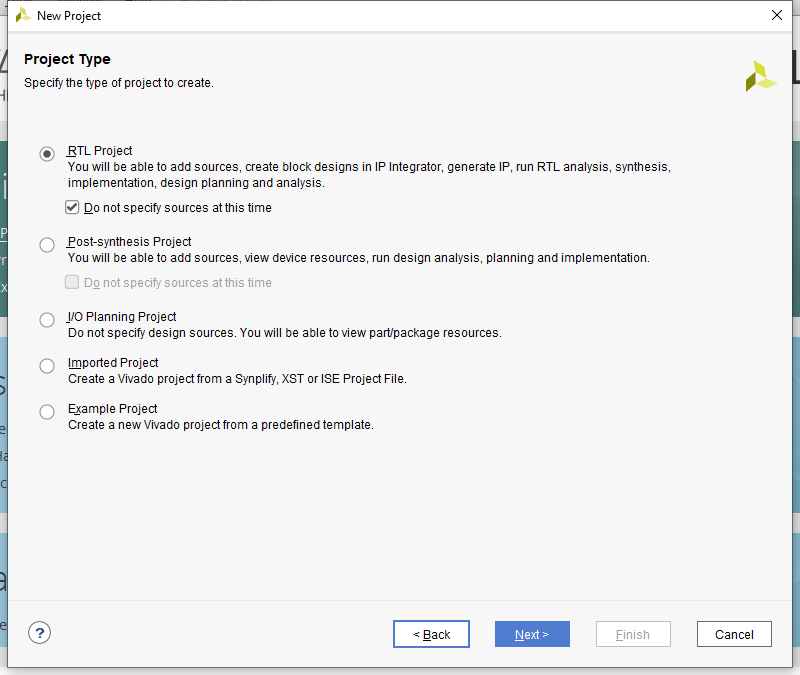 New Project
Project Type
Specify the type of project to create.
RTL Project
You will be able to add sources, create block designs in IP Integrator, generate IP, run RTL analysis, synthesis,
implementation, design planning and analysis.
Do not specify sources at this time
Post-synthesis Project
You will be able to add sources, view device resources, run design analysis, planning and implementation.
Do not specify sources at this time
I/O Planning Project
Do not specify design sources. You will be able to view part/package resources.
Imported Project
Create a Vivado project from a Synplify, XST or ISE Project File.
Example Project
Create a new Vivado project from a predefined template.
?
< Back
Next >
Finish
Cancel